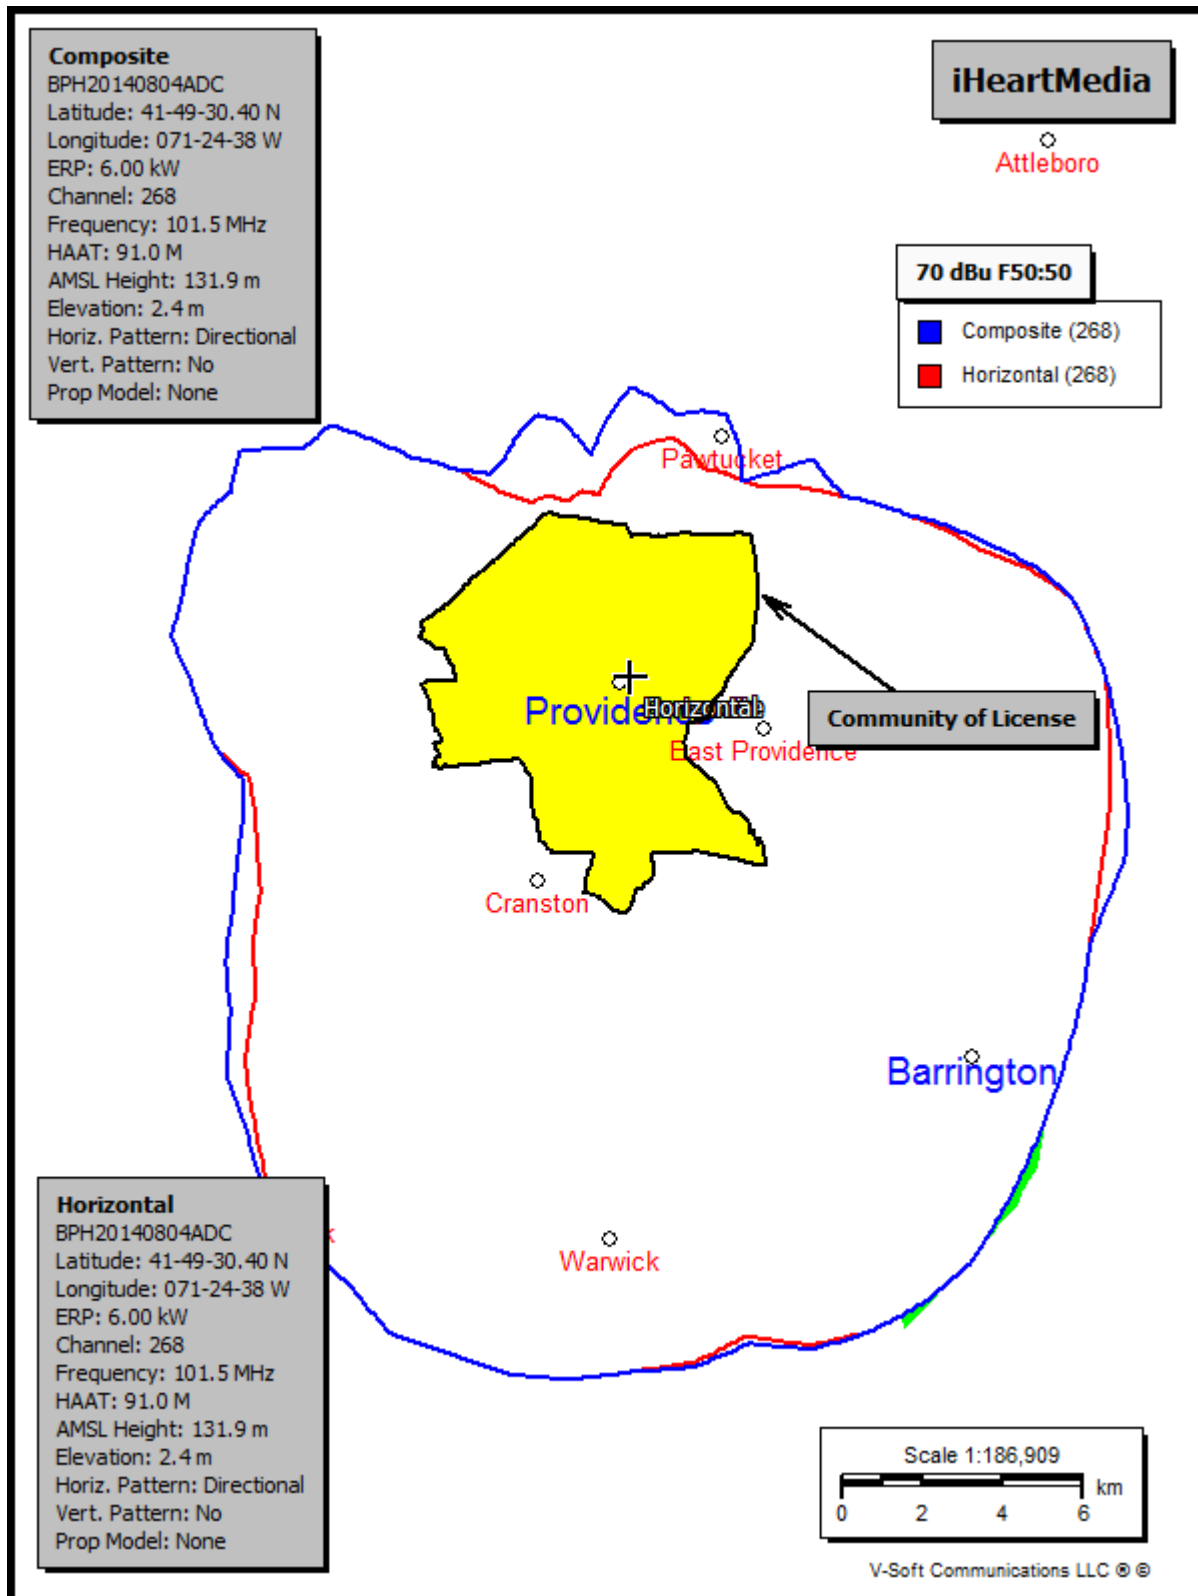 Composite
BPH20140804ADC
Latitude: 41-49-30.40 N
Longitude: 071-24-38 W
ERP: 6.00 kW
Channel: 268
Frequency: 101.5 MHz
HAAT: 91.0 M
AMSL Height: 131.9 m
Elevation: 2.4 m
Horiz. Pattern: Directional
Vert. Pattern: No
Prop Model: None
iHeartMedia
Attleboro
70 dBu F50:50
Composite (268)
Horizontal (268)
Pawtucket
Providence
Horizontal
Community of License
East Providence
Cranston
Barrington
Warwick
Horizontal
BPH20140804ADC
Latitude: 41-49-30.40 N
Longitude: 071-24-38 W
ERP: 6.00 kW
Channel: 268
Frequency: 101.5 MHz
HAAT: 91.0 M
AMSL Height: 131.9 m
Elevation: 2.4 m
Horiz. Pattern: Directional
Vert. Pattern: No
Prop Model: None
Scale 1:186,909
km
0 2 4 6
V-Soft Communications LLC ® ©